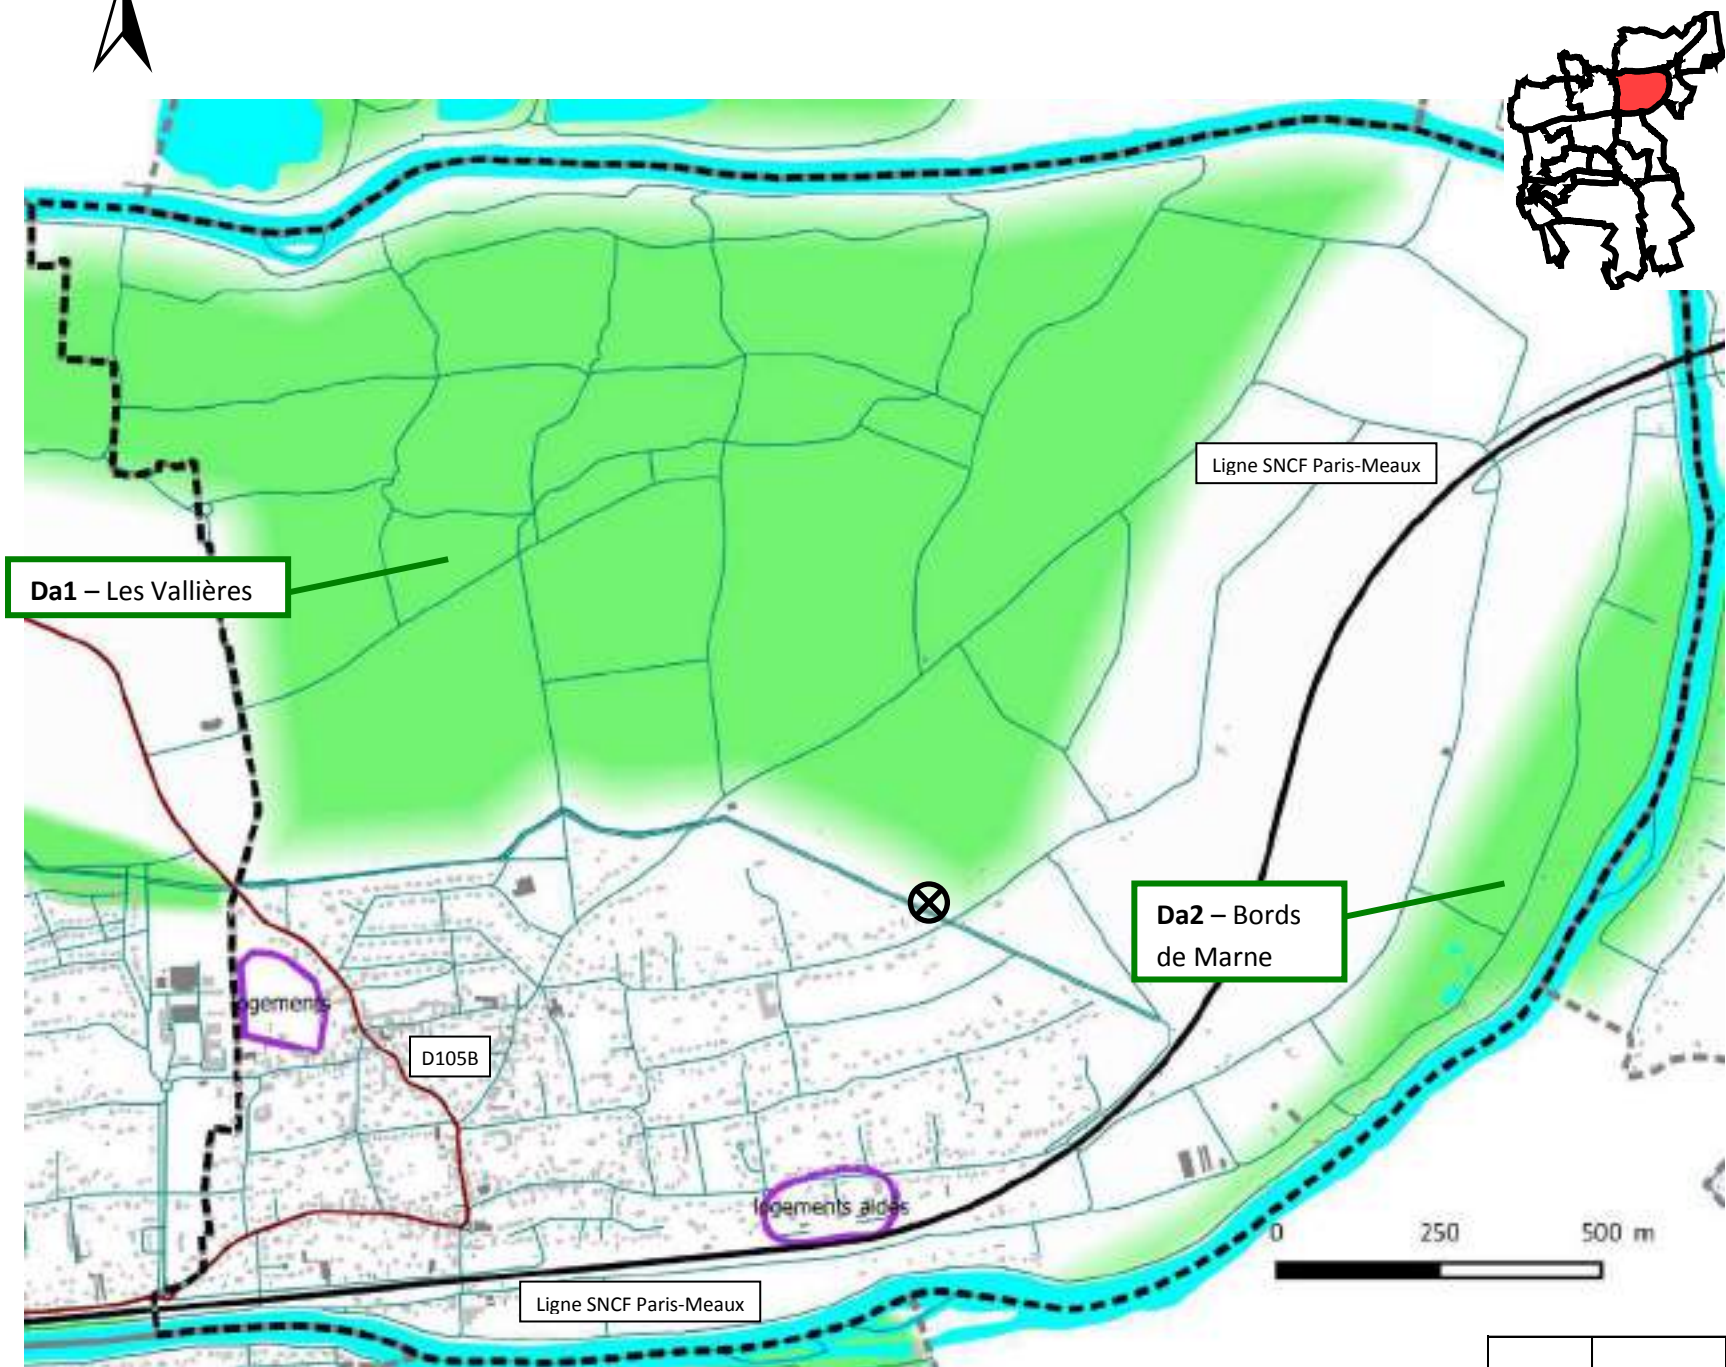 Ligne SNCF Paris-Meaux
Da1 – Les Vallières
Da2 – Bords
de Marne
logements
D105B
logements aidés
0 250 500 m
Ligne SNCF Paris-Meaux